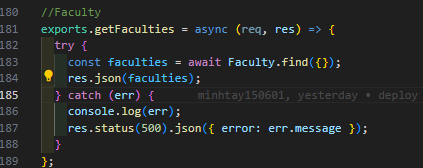 180 //Faculty
181 exports.getFaculties = async (req, res) => {
182 try {
183 const faculties = await Faculty.find({});
184 res.json(faculties);
185 } catch (err) { minhtay150601, yesterday • deploy
186 console.log(err);
187 res.status(500).json({ error: err.message });
188 }
189 };